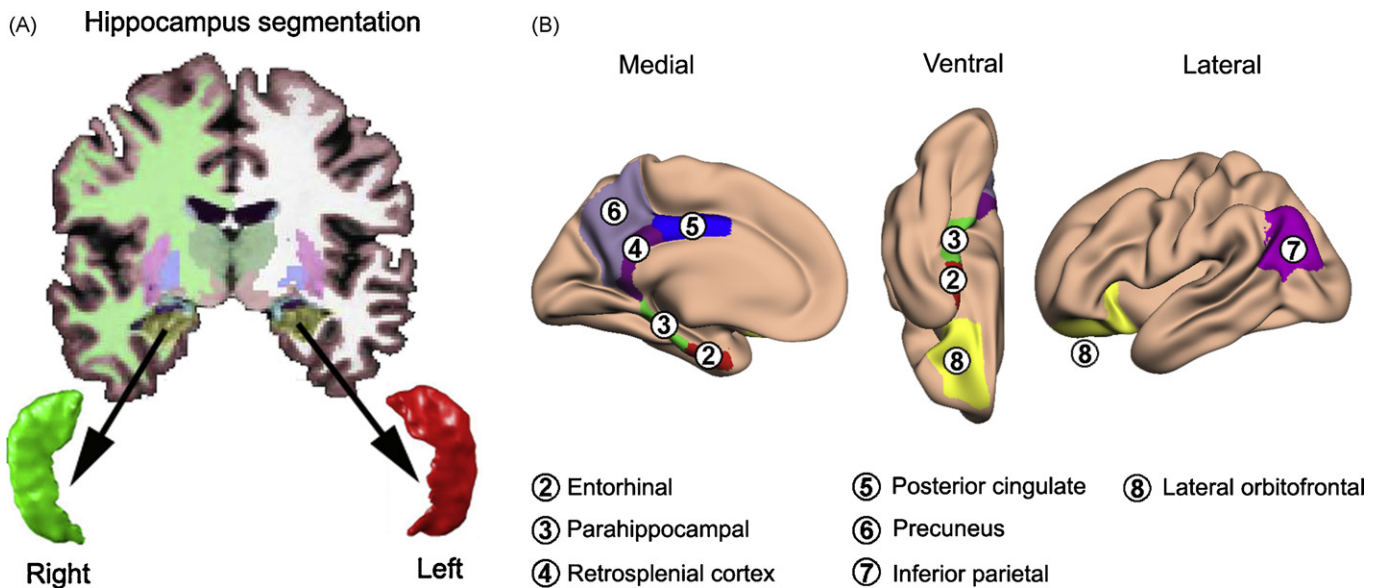 (A) Hippocampus segmentation
Right
Left
(B)
Medial
Ventral
Lateral
6
5
4
3
2
3
2
8
7
8
② Entorhinal
③ Parahippocampal
④ Retrosplenial cortex
⑤ Posterior cingulate
⑥ Precuneus
⑦ Inferior parietal
⑧ Lateral orbitofrontal